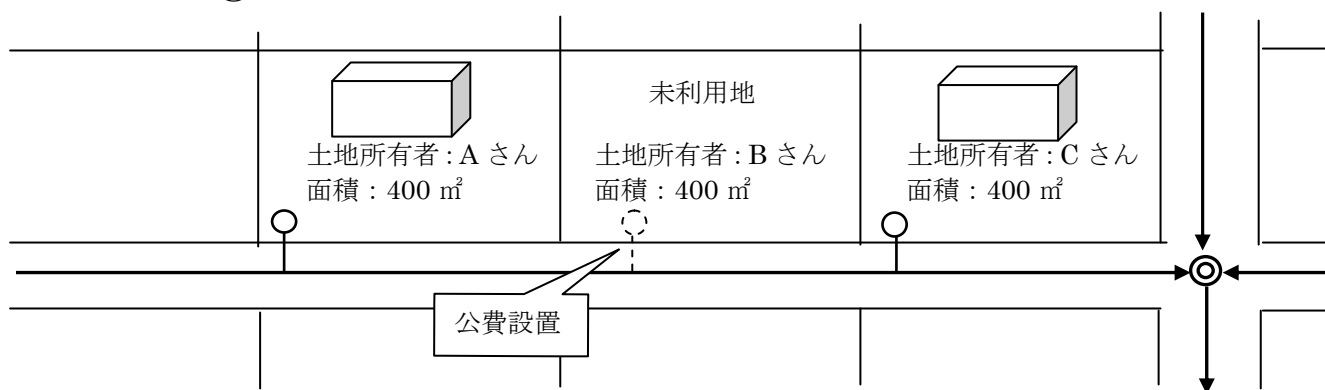 未利用地
土地所有者：A さん
面積：400 ㎡
土地所有者：B さん
面積：400 ㎡
土地所有者：C さん
面積：400 ㎡
公費設置